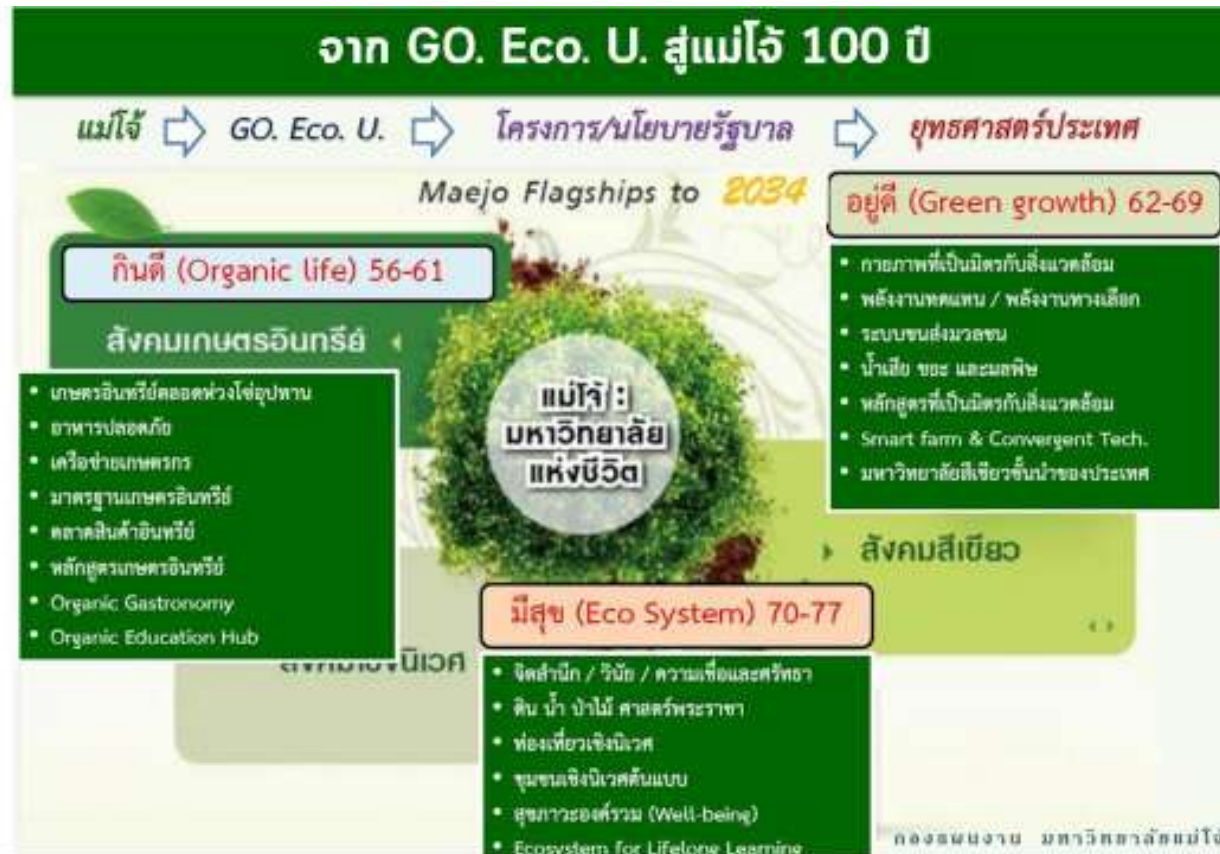 จาก GO. Eco. U. สู่แม่โจ้ 100 ปี
แม่โจ้ GO. Eco. U. โครงการ/นโยบายรัฐบาล ยุทธศาสตร์ประเทศ
Maejo Flagships to 2034
กินดี (Organic life) 56-61
สังคมเกษตรอินทรีย์
เกษตรอินทรีย์ตลอดห่วงโซ่อุปทาน
อาหารปลอดภัย
เครือข่ายเกษตรกร
มาตรฐานเกษตรอินทรีย์
ตลาดสินค้าอินทรีย์
หลักสูตรเกษตรอินทรีย์
Organic Gastronomy
Organic Education Hub
แม่โจ้ :
มหาวิทยาลัย
แห่งชีวิต
อยู่ดี (Green growth) 62-69
กายภาพที่เป็นมิตรกับสิ่งแวดล้อม
พลังงานทดแทน / พลังงานทางเลือก
ระบบขนส่งมวลชน
น้ำเสีย ขยะ และมลพิษ
หลักสูตรที่เป็นมิตรกับสิ่งแวดล้อม
Smart farm & Convergent Tech.
มหาวิทยาลัยสีเขียวชั้นนำของประเทศ
สังคมสีเขียว
มีสุข (Eco System) 70-77
จิตสำนึก / วินัย / ความเชื่อและศรัทธา
ดิน น้ำ ป่าไม้ ศาสตร์พระราชา
ท่องเที่ยวเชิงนิเวศ
ชุมชนเชิงนิเวศต้นแบบ
สุขภาวะองค์รวม (Well-being)
Ecosystem for Lifelong Learning
กองแผนงาน มหาวิทยาลัยแม่โจ้